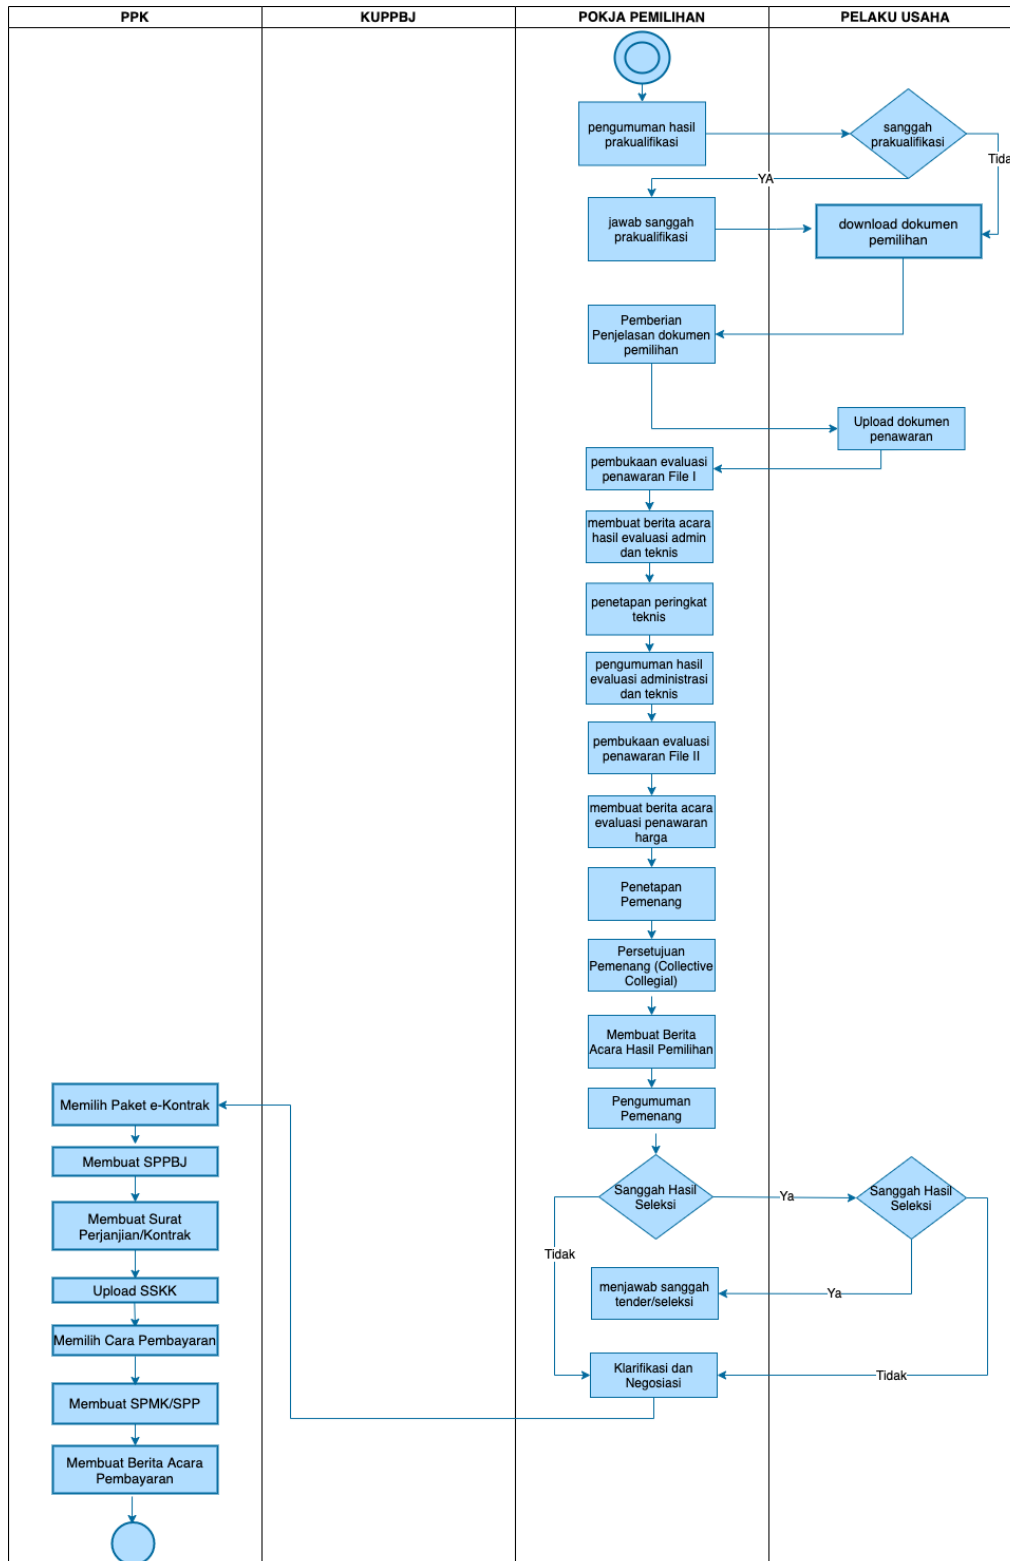 PPK
KUPPBJ
POKJA PEMILIHAN
PELAKU USAHA
pengumuman hasil
prakualifikasi
sanggah
prakualifikasi
Tida
YA
jawab sanggah
prakualifikasi
download dokumen
pemilihan
Pemberian
Penjelasan dokumen
pemilihan
Upload dokumen
penawaran
pembukaan evaluasi
penawaran File I
membuat berita acara
hasil evaluasi admin
dan teknis
penetapan peringkat
teknis
pengumuman hasil
evaluasi administrasi
dan teknis
pembukaan evaluasi
penawaran File II
membuat berita acara
evaluasi penawaran
harga
Penetapan
Pemenang
Persetujuan
Pemenang (Collective
Collegial)
Membuat Berita
Acara Hasil Pemilihan
Pengumuman
Pemenang
Sanggah Hasil
Seleksi
Ya
Sanggah Hasil
Seleksi
Tidak
menjawab sanggah
tender/seleksi
Ya
Klarifikasi dan
Negosiasi
Tidak
Memilih Paket e-Kontrak
Membuat SPPBJ
Membuat Surat
Perjanjian/Kontrak
Upload SSKK
Memilih Cara Pembayaran
Membuat SPMK/SPP
Membuat Berita Acara
Pembayaran